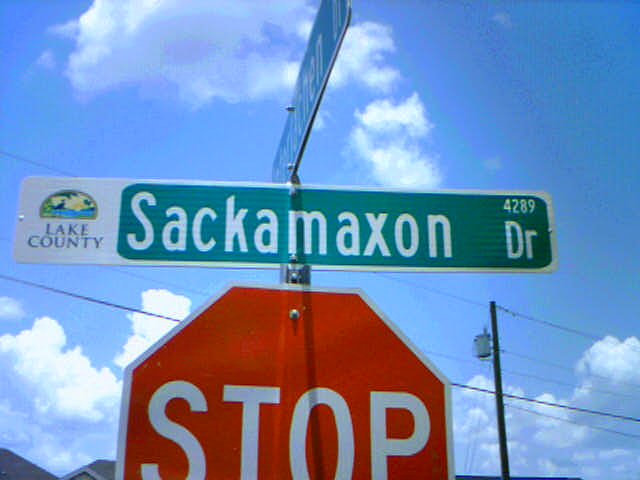 LAKE
COUNTY
Sackamaxon
4289
Dr
STOP